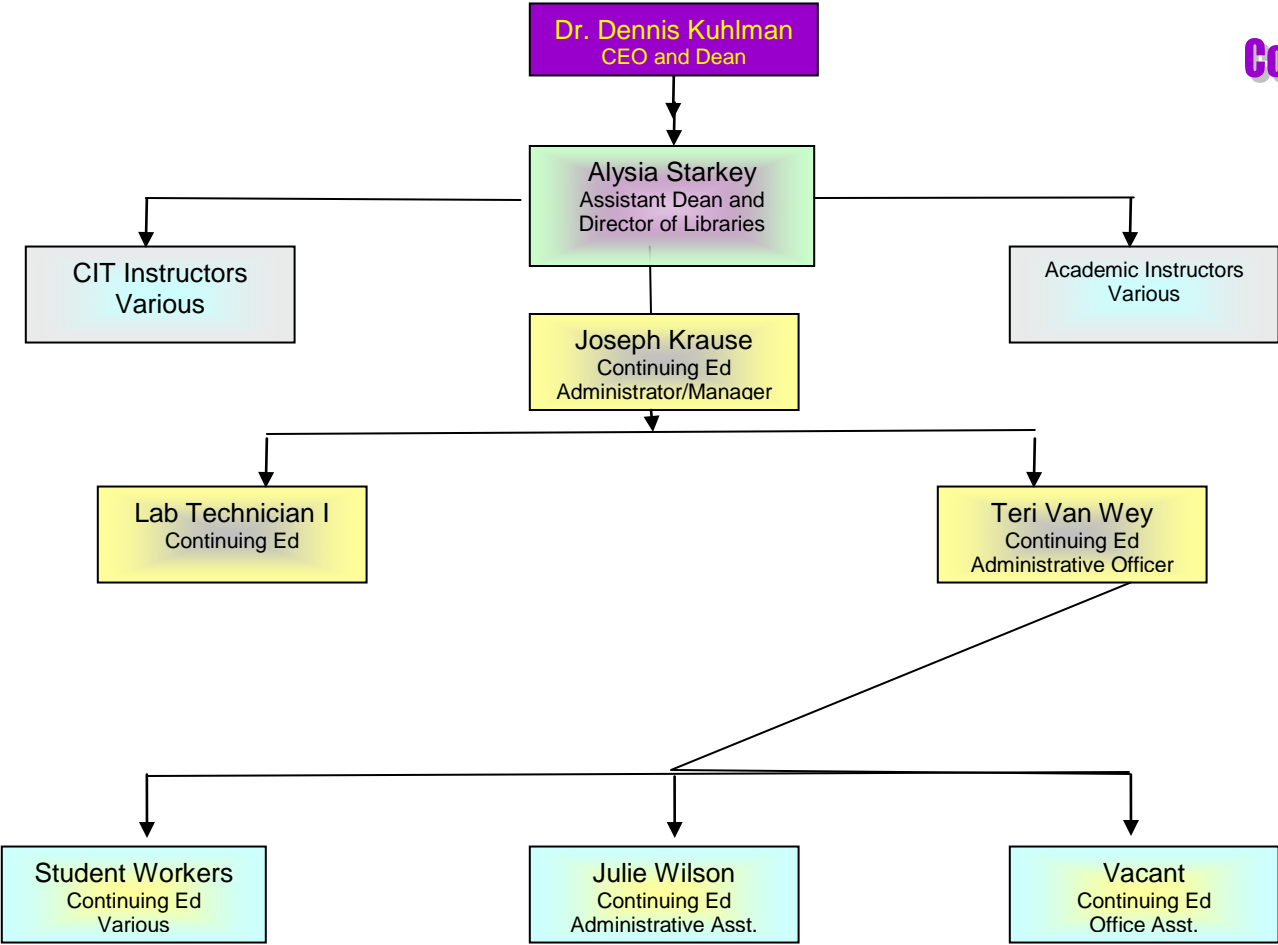 Dr. Dennis Kuhlman
CEO and Dean
Alysia Starkey
Assistant Dean and
Director of Libraries
CIT Instructors
Various
Academic Instructors
Various
Joseph Krause
Continuing Ed
Administrator/Manager
Lab Technician I
Continuing Ed
Teri Van Wey
Continuing Ed
Administrative Officer
Student Workers
Continuing Ed
Various
Julie Wilson
Continuing Ed
Administrative Asst.
Vacant
Continuing Ed
Office Asst.